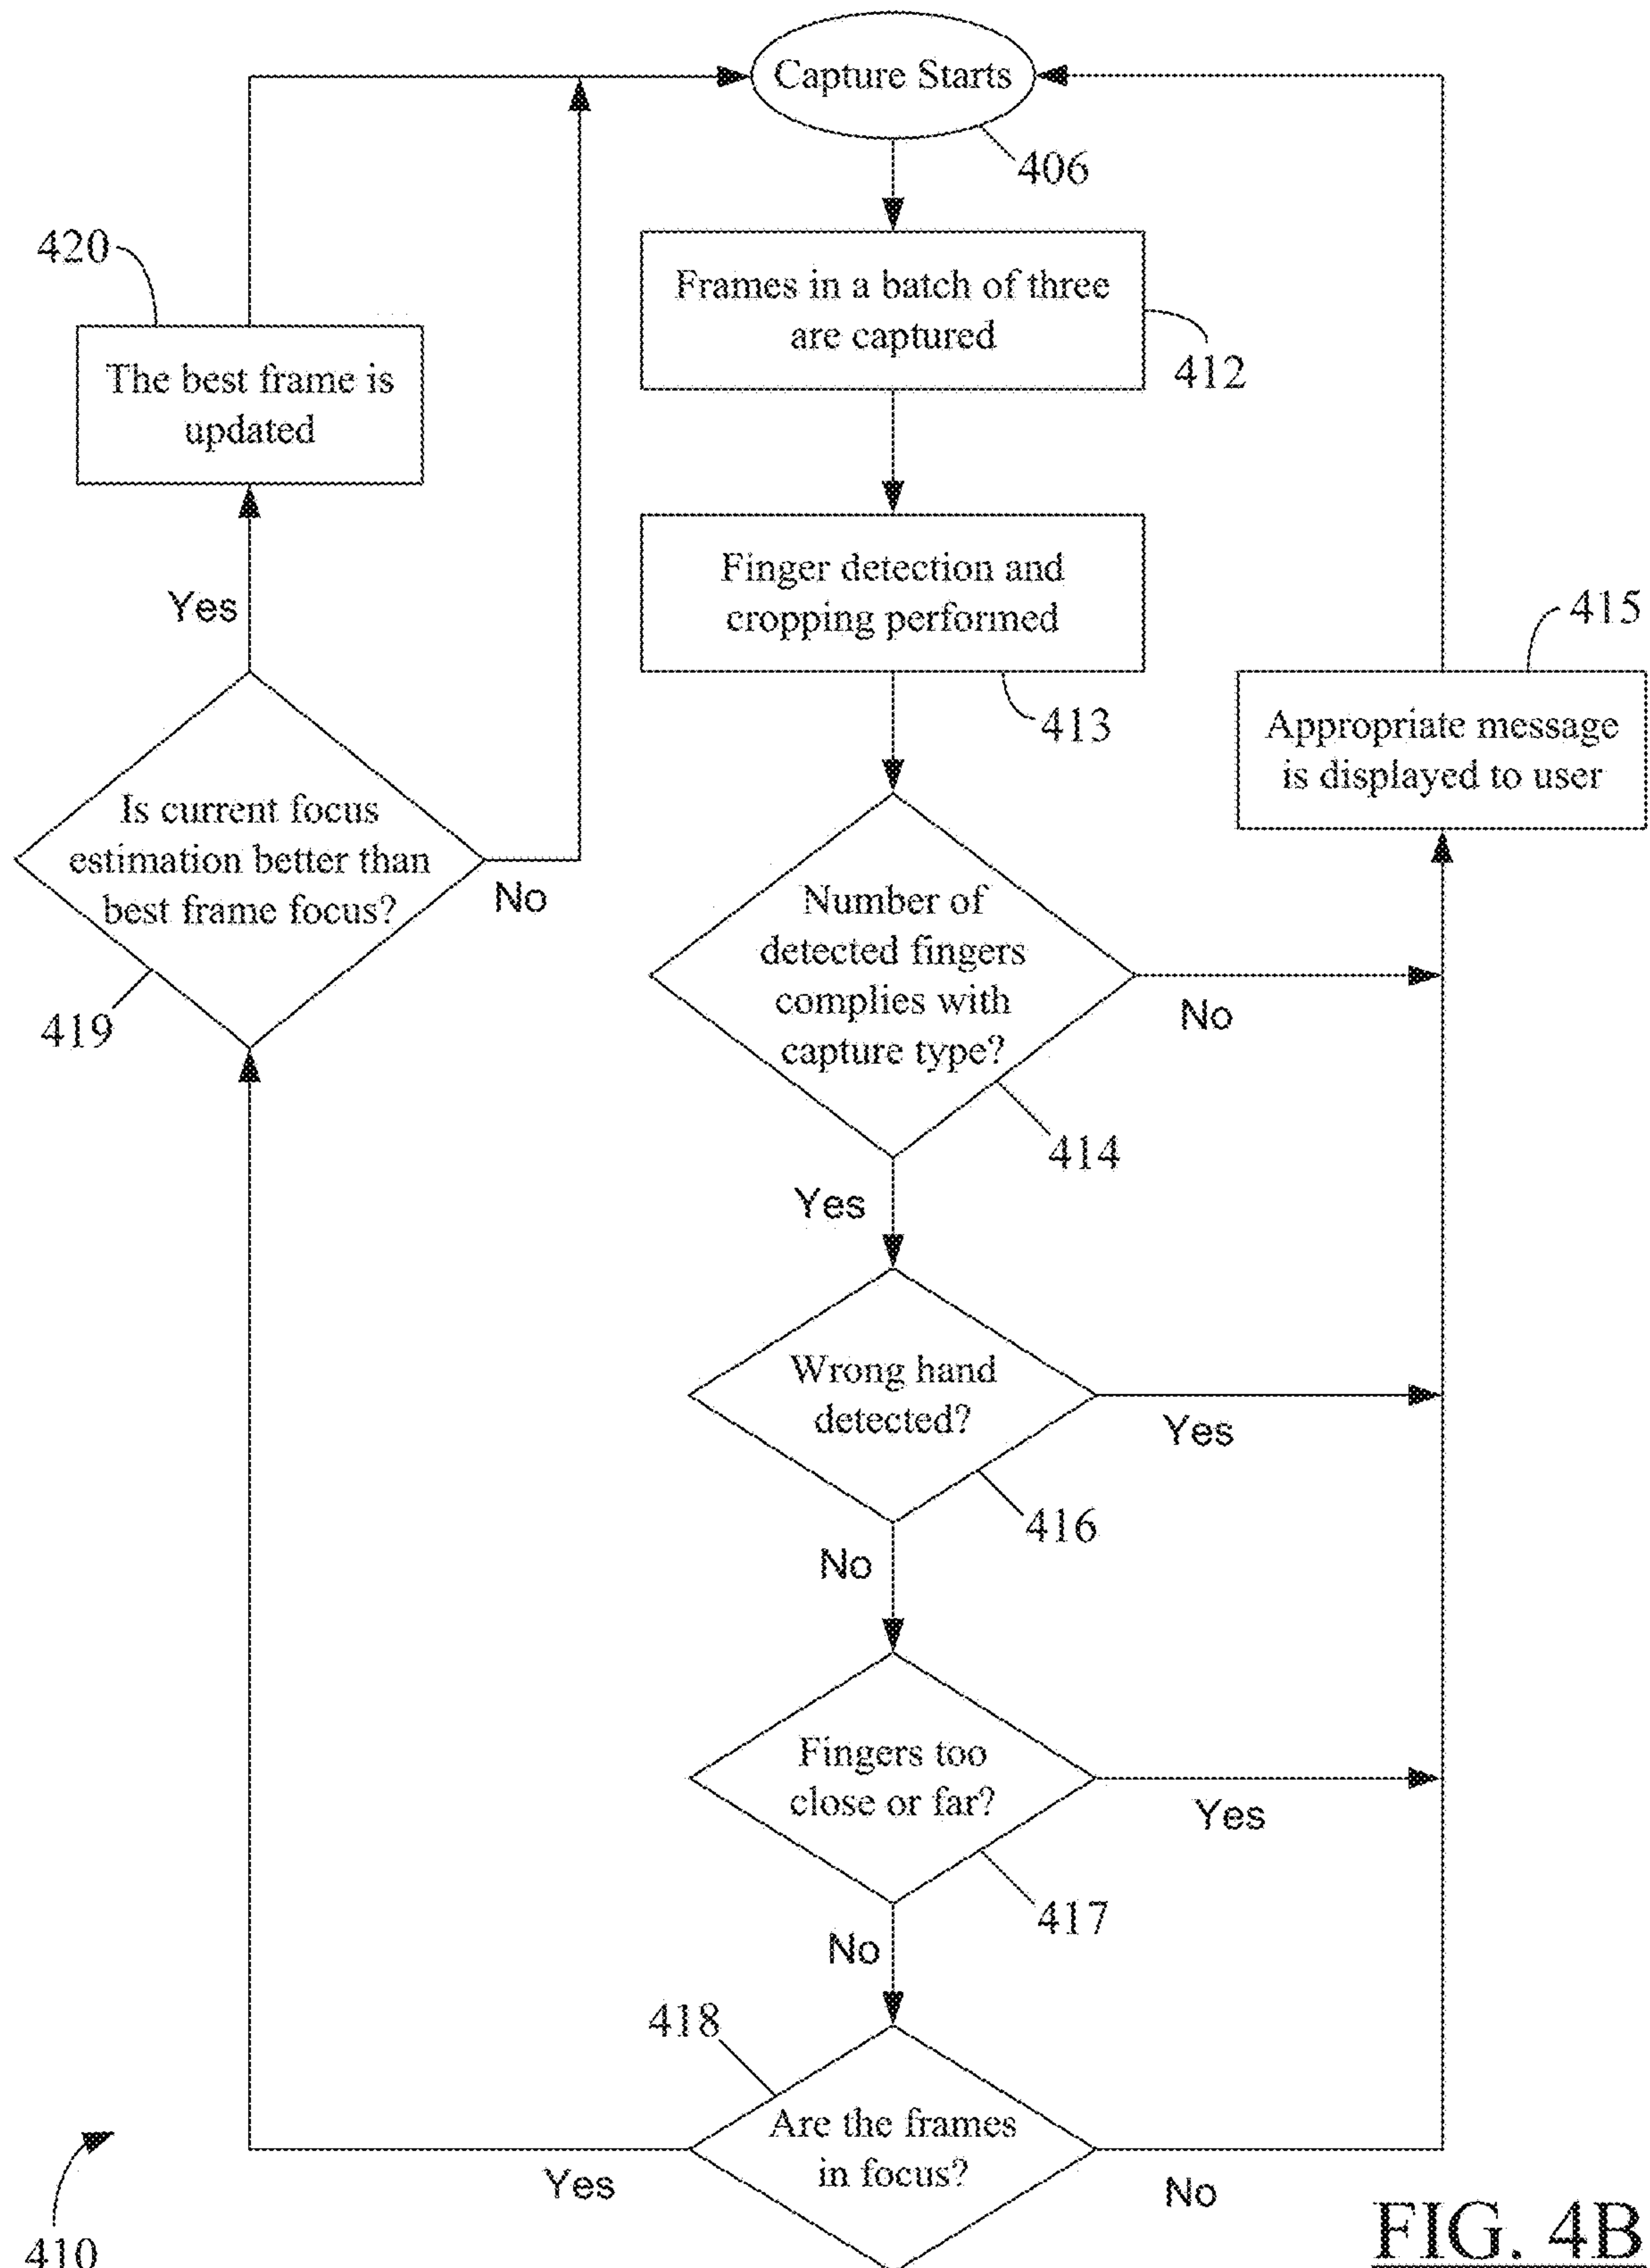 Capture Starts
406
420
Frames in a batch of three
are captured
412
The best frame is
updated
Finger detection and
cropping performed
413
415
Appropriate message
is displayed to user
Yes
Is current focus
estimation better than
best frame focus?
No
419
Number of
detected fingers
complies with
capture type?
No
414
Yes
Wrong hand
detected?
Yes
416
No
Fingers too
close or far?
Yes
417
No
418
Are the frames
in focus?
Yes
No
410
FIG. 4B